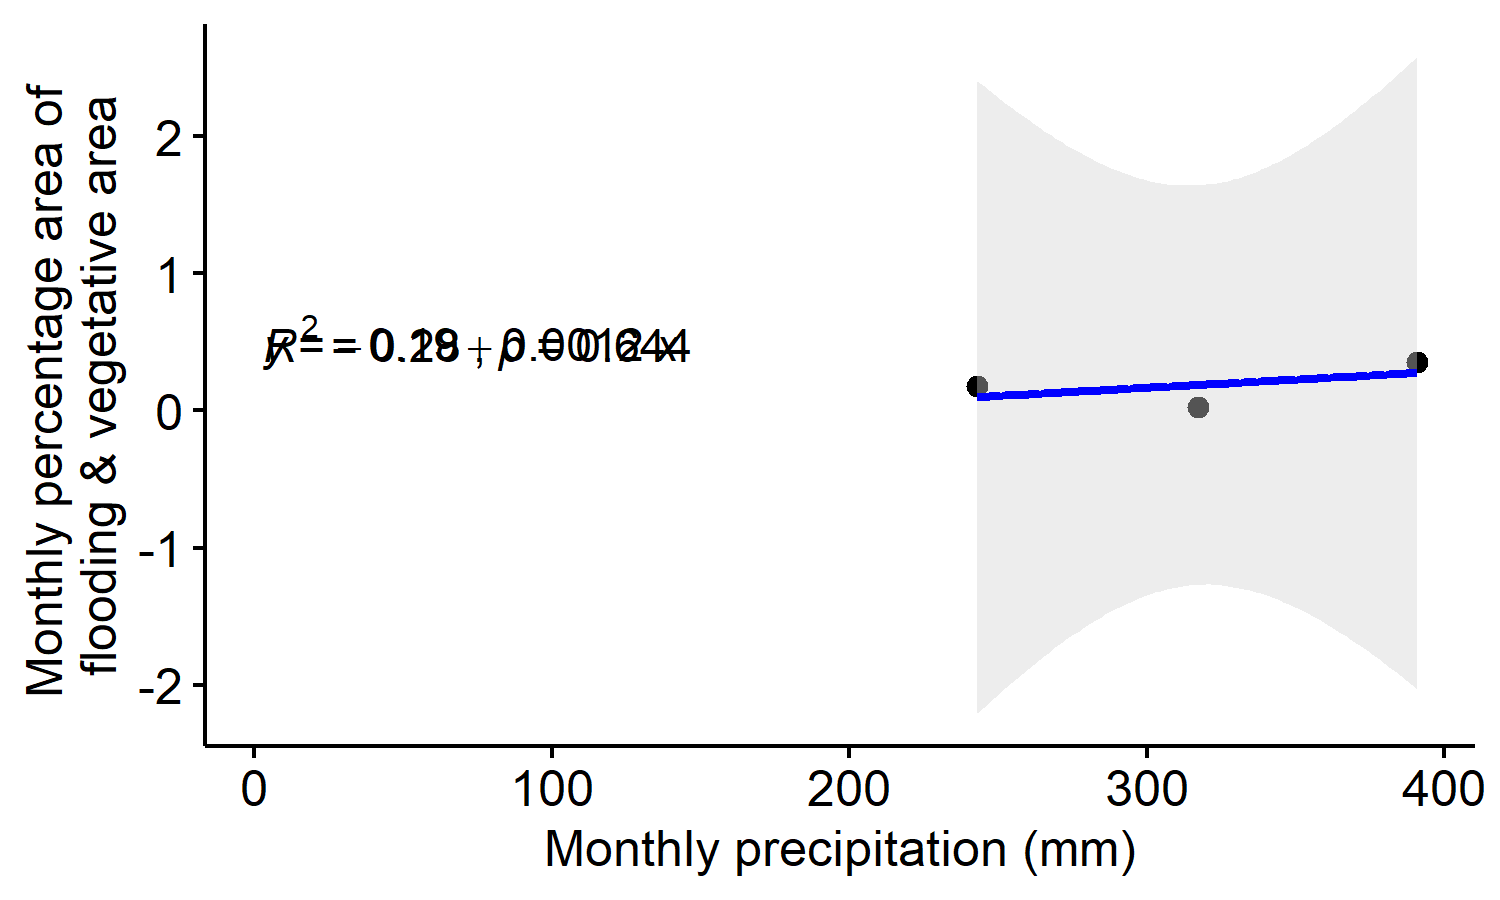 Monthly percentage area of
flooding & vegetative area
2
1
0
-1
-2
0 100 200 300 400
Monthly precipitation (mm)